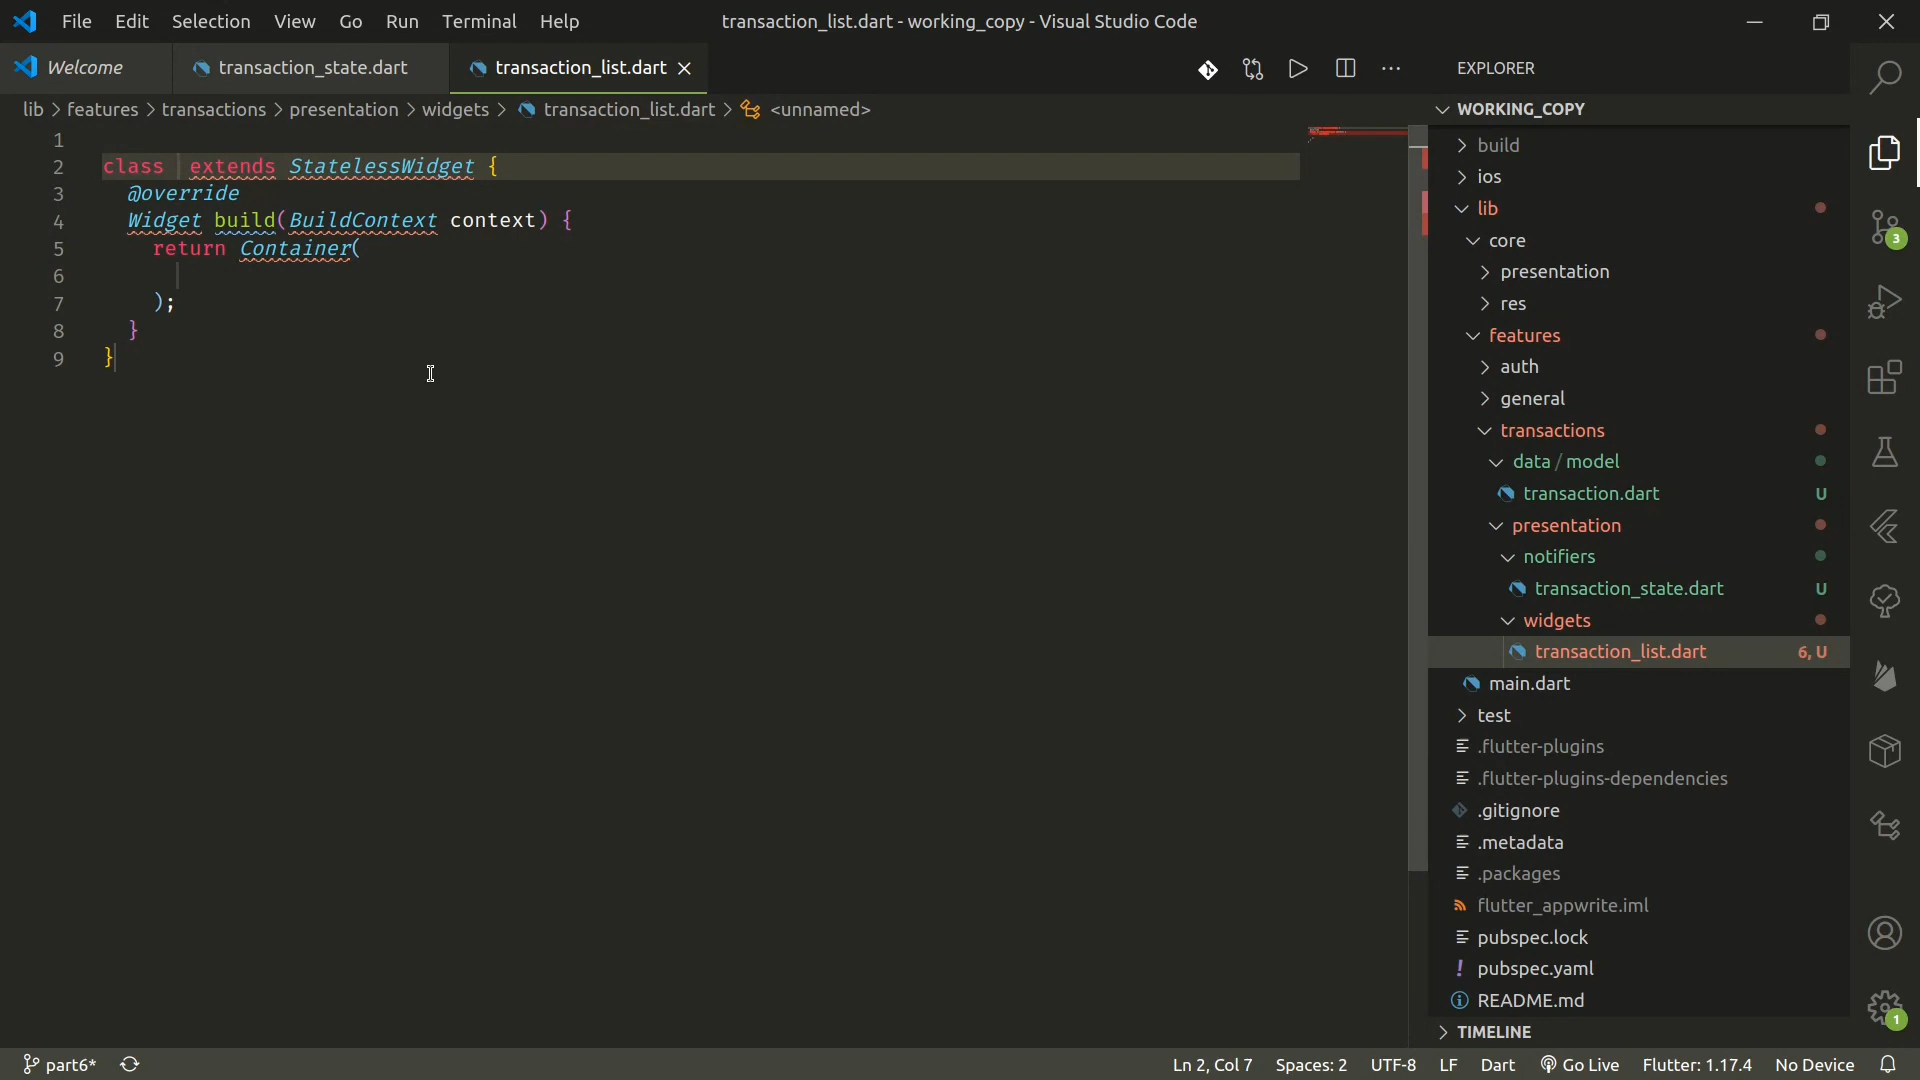 File Edit Selection View Go Run Terminal Help transaction_list.dart - working_copy - Visual Studio Code
Welcome transaction_state.dart transaction_list.dart
lib > features > transactions > presentation > widgets > transaction_list.dart > <unnamed>
1
2 class extends StatelessWidget {
3 @override
4 Widget build(BuildContext context) {
5 return Container(
6
7 );
8 }
9 }
EXPLORER
WORKING_COPY
build
ios
lib
core
presentation
res
features
auth
general
transactions
data / model
transaction.dart U
presentation
notifiers
transaction_state.dart U
widgets
transaction_list.dart 6, U
main.dart
test
.flutter-plugins
.flutter-plugins-dependencies
.gitignore
.metadata
.packages
flutter_appwrite.iml
pubspec.lock
! pubspec.yaml
README.md
TIMELINE
3
1
part6* Ln 2, Col 7 Spaces: 2 UTF-8 LF Dart Go Live Flutter: 1.17.4 No Device